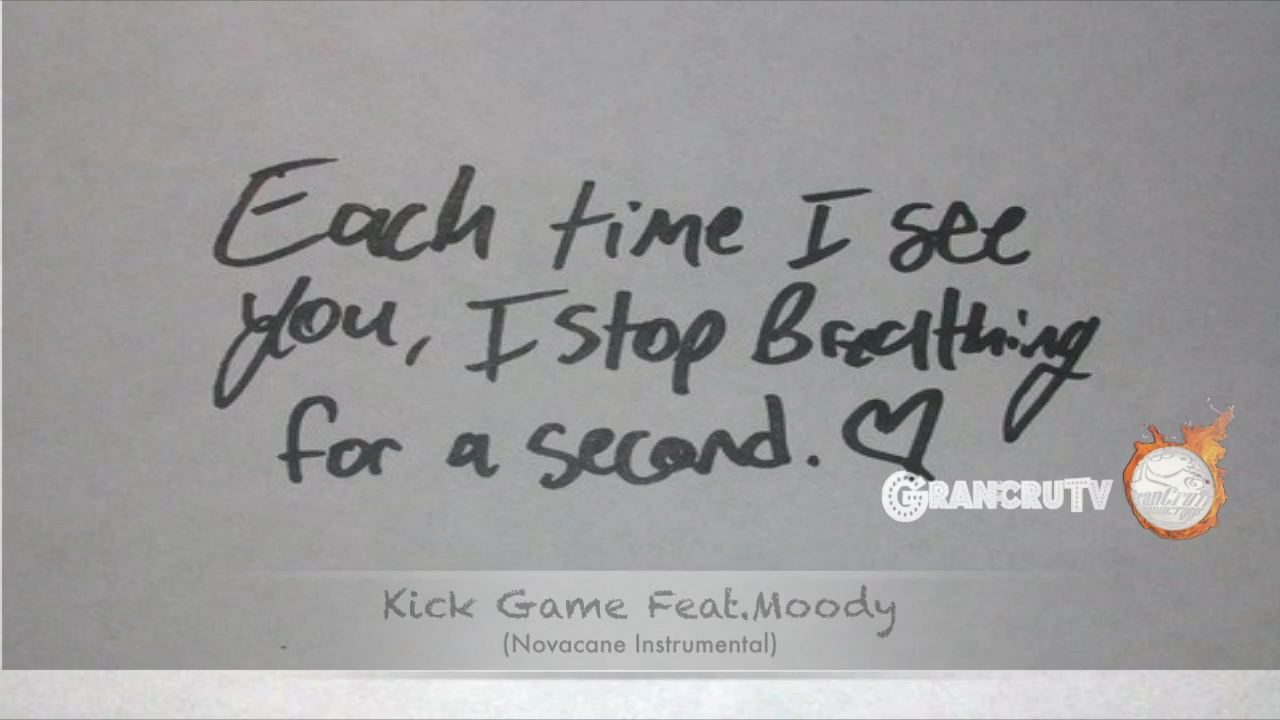 Each time I see
you, I stop Breathing
for a second.
GRANCRUTV
Kick Game Feat.Moody
(Novacane Instrumental)